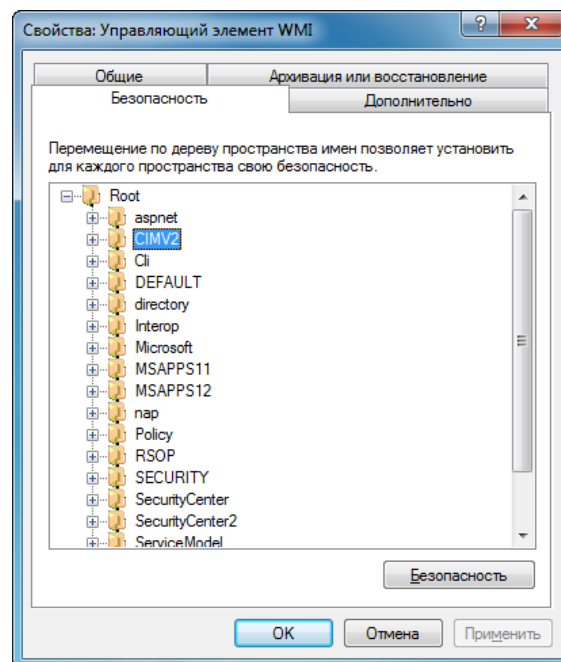 Свойства: Управляющий элемент WMI
Общие
Архивация или восстановление
Безопасность
Дополнительно
Перемещение по дереву пространства имен позволяет установить
для каждого пространства свою безопасность.
Root
aspnet
CIMV2
Cli
DEFAULT
directory
Interop
Microsoft
MSAPPS11
MSAPPS12
nap
Policy
RSOP
SECURITY
SecurityCenter
SecurityCenter2
ServiceModel
Безопасность
OK
Отмена
Применить